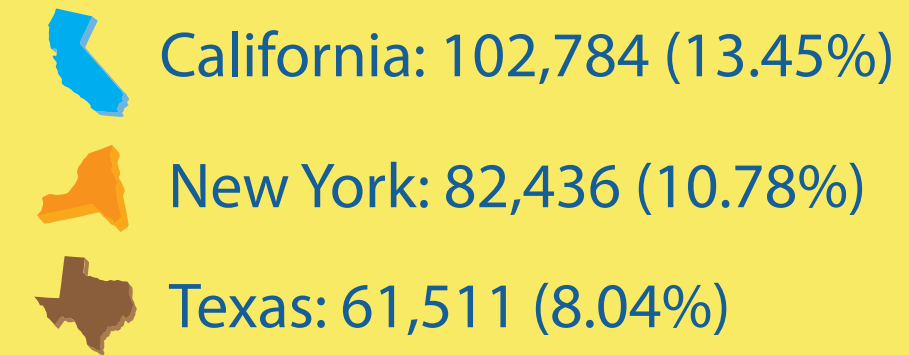 California: 102,784 (13.45%)
New York: 82,436 (10.78%)
Texas: 61,511 (8.04%)